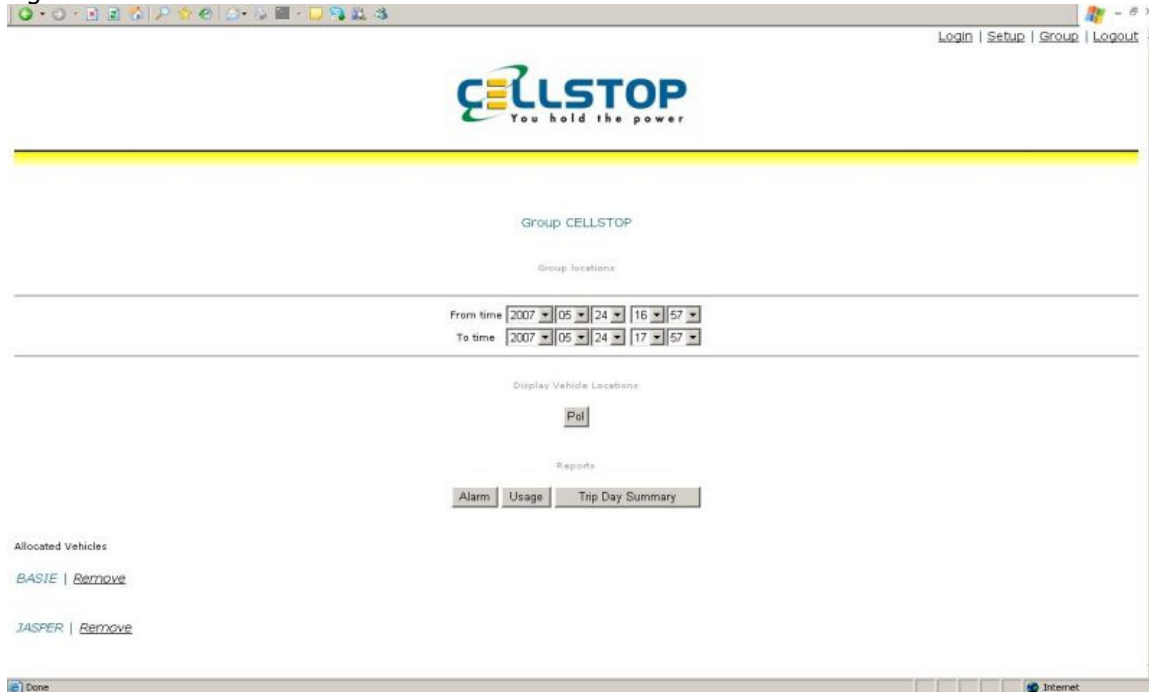 Login | Setup | Group | Logout
CELLSTOP
You hold the power
Group CELLSTOP
Group locations
From time 2007 05 24 16 57
To time 2007 05 24 17 57
Display Vehicle Locations
PoI
Reports
Alarm Usage Trip Day Summary
Allocated Vehicles
BASIE | Remove
JASPER | Remove
Done Internet